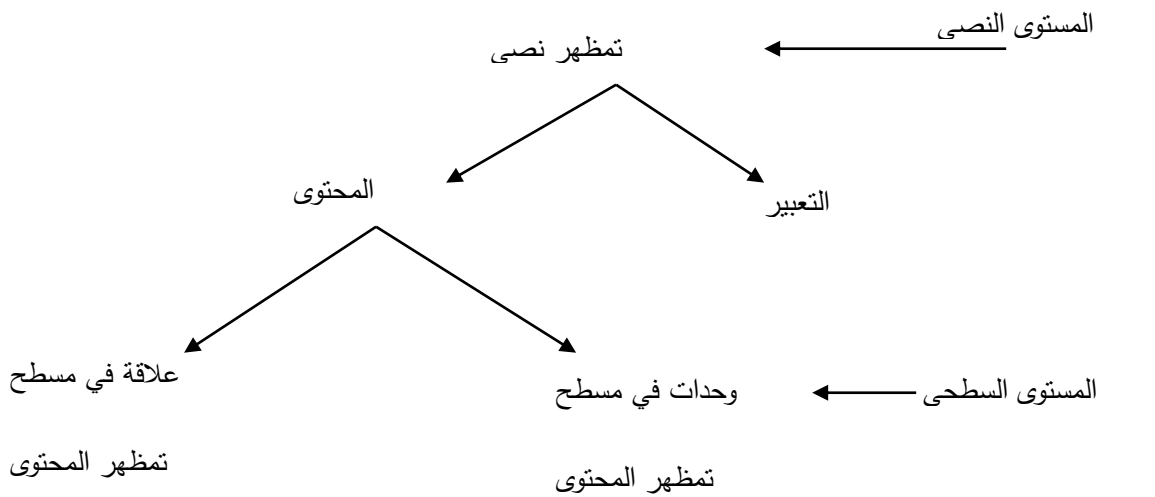 المستوى النصي
تمظهر نصي
التعبير
المحتوى
المستوى السطحي
وحدات في مسطح
تمظهر المحتوى
علاقة في مسطح
تمظهر المحتوى